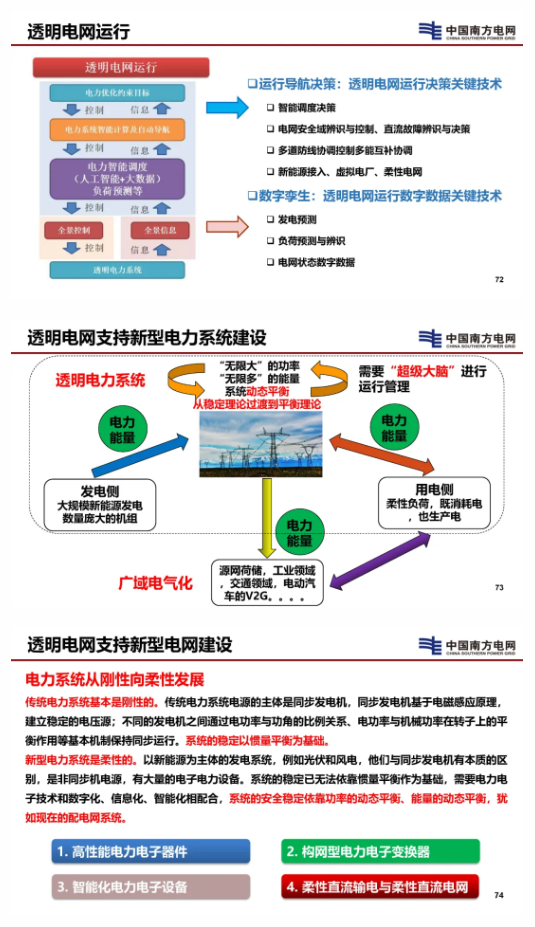 透明电网运行
中国南方电网
CHINA SOUTHERN POWER GRID
透明电网运行
电力优化约束目标
控制 信息
电力系统智能计算及自动导航
控制 信息
电力智能调度
（人工智能+大数据）
负荷预测等
控制 信息
全景控制 全景信息
控制 信息
透明电力系统
❑运行导航决策：透明电网运行决策关键技术
❑ 智能调度决策
❑ 电网安全域辨识与控制、直流故障辨识与决策
❑ 多道防线协调控制多能互补协调
❑ 新能源接入、虚拟电厂、柔性电网
❑数字孪生：透明电网运行数字数据关键技术
❑ 发电预测
❑ 负荷预测与辨识
❑ 电网状态数字数据
72
透明电网支持新型电力系统建设
中国南方电网
CHINA SOUTHERN POWER GRID
透明电力系统
“无限大”的功率
“无限多”的能量
系统动态平衡
从稳定理论过渡到平衡理论
需要“超级大脑”进行
运行管理
电力
能量
电力
能量
发电侧
大规模新能源发电
数量庞大的机组
用电侧
柔性负荷，既消耗电
，也生产电
电力
能量
广域电气化
源网荷储，工业领域
，交通领域，电动汽
车的V2G。。。。
73
透明电网支持新型电网建设
中国南方电网
CHINA SOUTHERN POWER GRID
电力系统从刚性向柔性发展
传统电力系统基本是刚性的。传统电力系统电源的主体是同步发电机，同步发电机基于电磁感应原理，
建立稳定的电压源；不同的发电机之间通过电功率与功角的比例关系、电功率与机械功率在转子上的平
衡作用等基本机制保持同步运行。系统的稳定以惯量平衡为基础。
新型电力系统是柔性的。以新能源为主体的发电系统，例如光伏和风电，他们与同步发电机有本质的区
别，是非同步机电源，有大量的电子电力设备。系统的稳定已无法依靠惯量平衡作为基础，需要电力电
子技术和数字化、信息化、智能化相配合，系统的安全稳定依靠功率的动态平衡、能量的动态平衡，犹
如现在的配电网系统。
1. 高性能电力电子器件
2. 构网型电力电子变换器
3. 智能化电力电子设备
4. 柔性直流输电与柔性直流电网
74